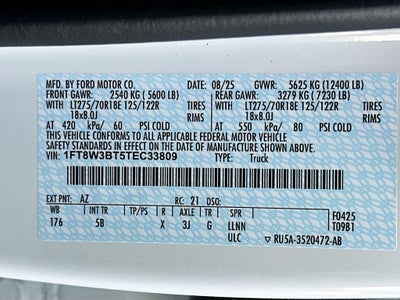 MFD. BY FORD MOTOR CO. 08/25 GVWR: 5625 KG (12400 LB)
FRONT GAWR: 2540 KG (5600 LB) REAR GAWR: 3279 KG (7230 LB)
WITH LT275/70R18E 125/122R TIRES WITH LT275/70R18E 125/122R TIRES
18x8.0J RIMS 18x8.0J RIMS
AT 420 kPa/ 60 PSI COLD AT 550 kPa/ 80 PSI COLD
THIS VEHICLE CONFORMS TO ALL APPLICABLE FEDERAL MOTOR VEHICLE
SAFETY STANDARDS IN EFFECT ON THE DATE OF MANUFACTURE SHOWN ABOVE.
VIN: 1FT8W3BT5TEC33809 TYPE: Truck
EXT PNT: AZ RC: 21 DSO:
WB INT TR TP/PS R AXLE TR SPR F0425
176 5B X 3J G LLNN T0981
ULC RU5A-3520472-AB